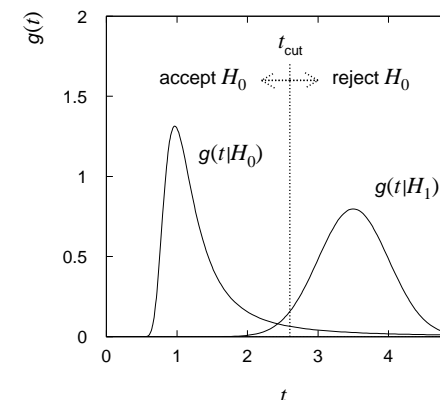 g(t)
2
t_cut
accept H_0 reject H_0
1.5
g(t|H_0)
1
g(t|H_1)
0.5
0
0 1 2 3 4
t